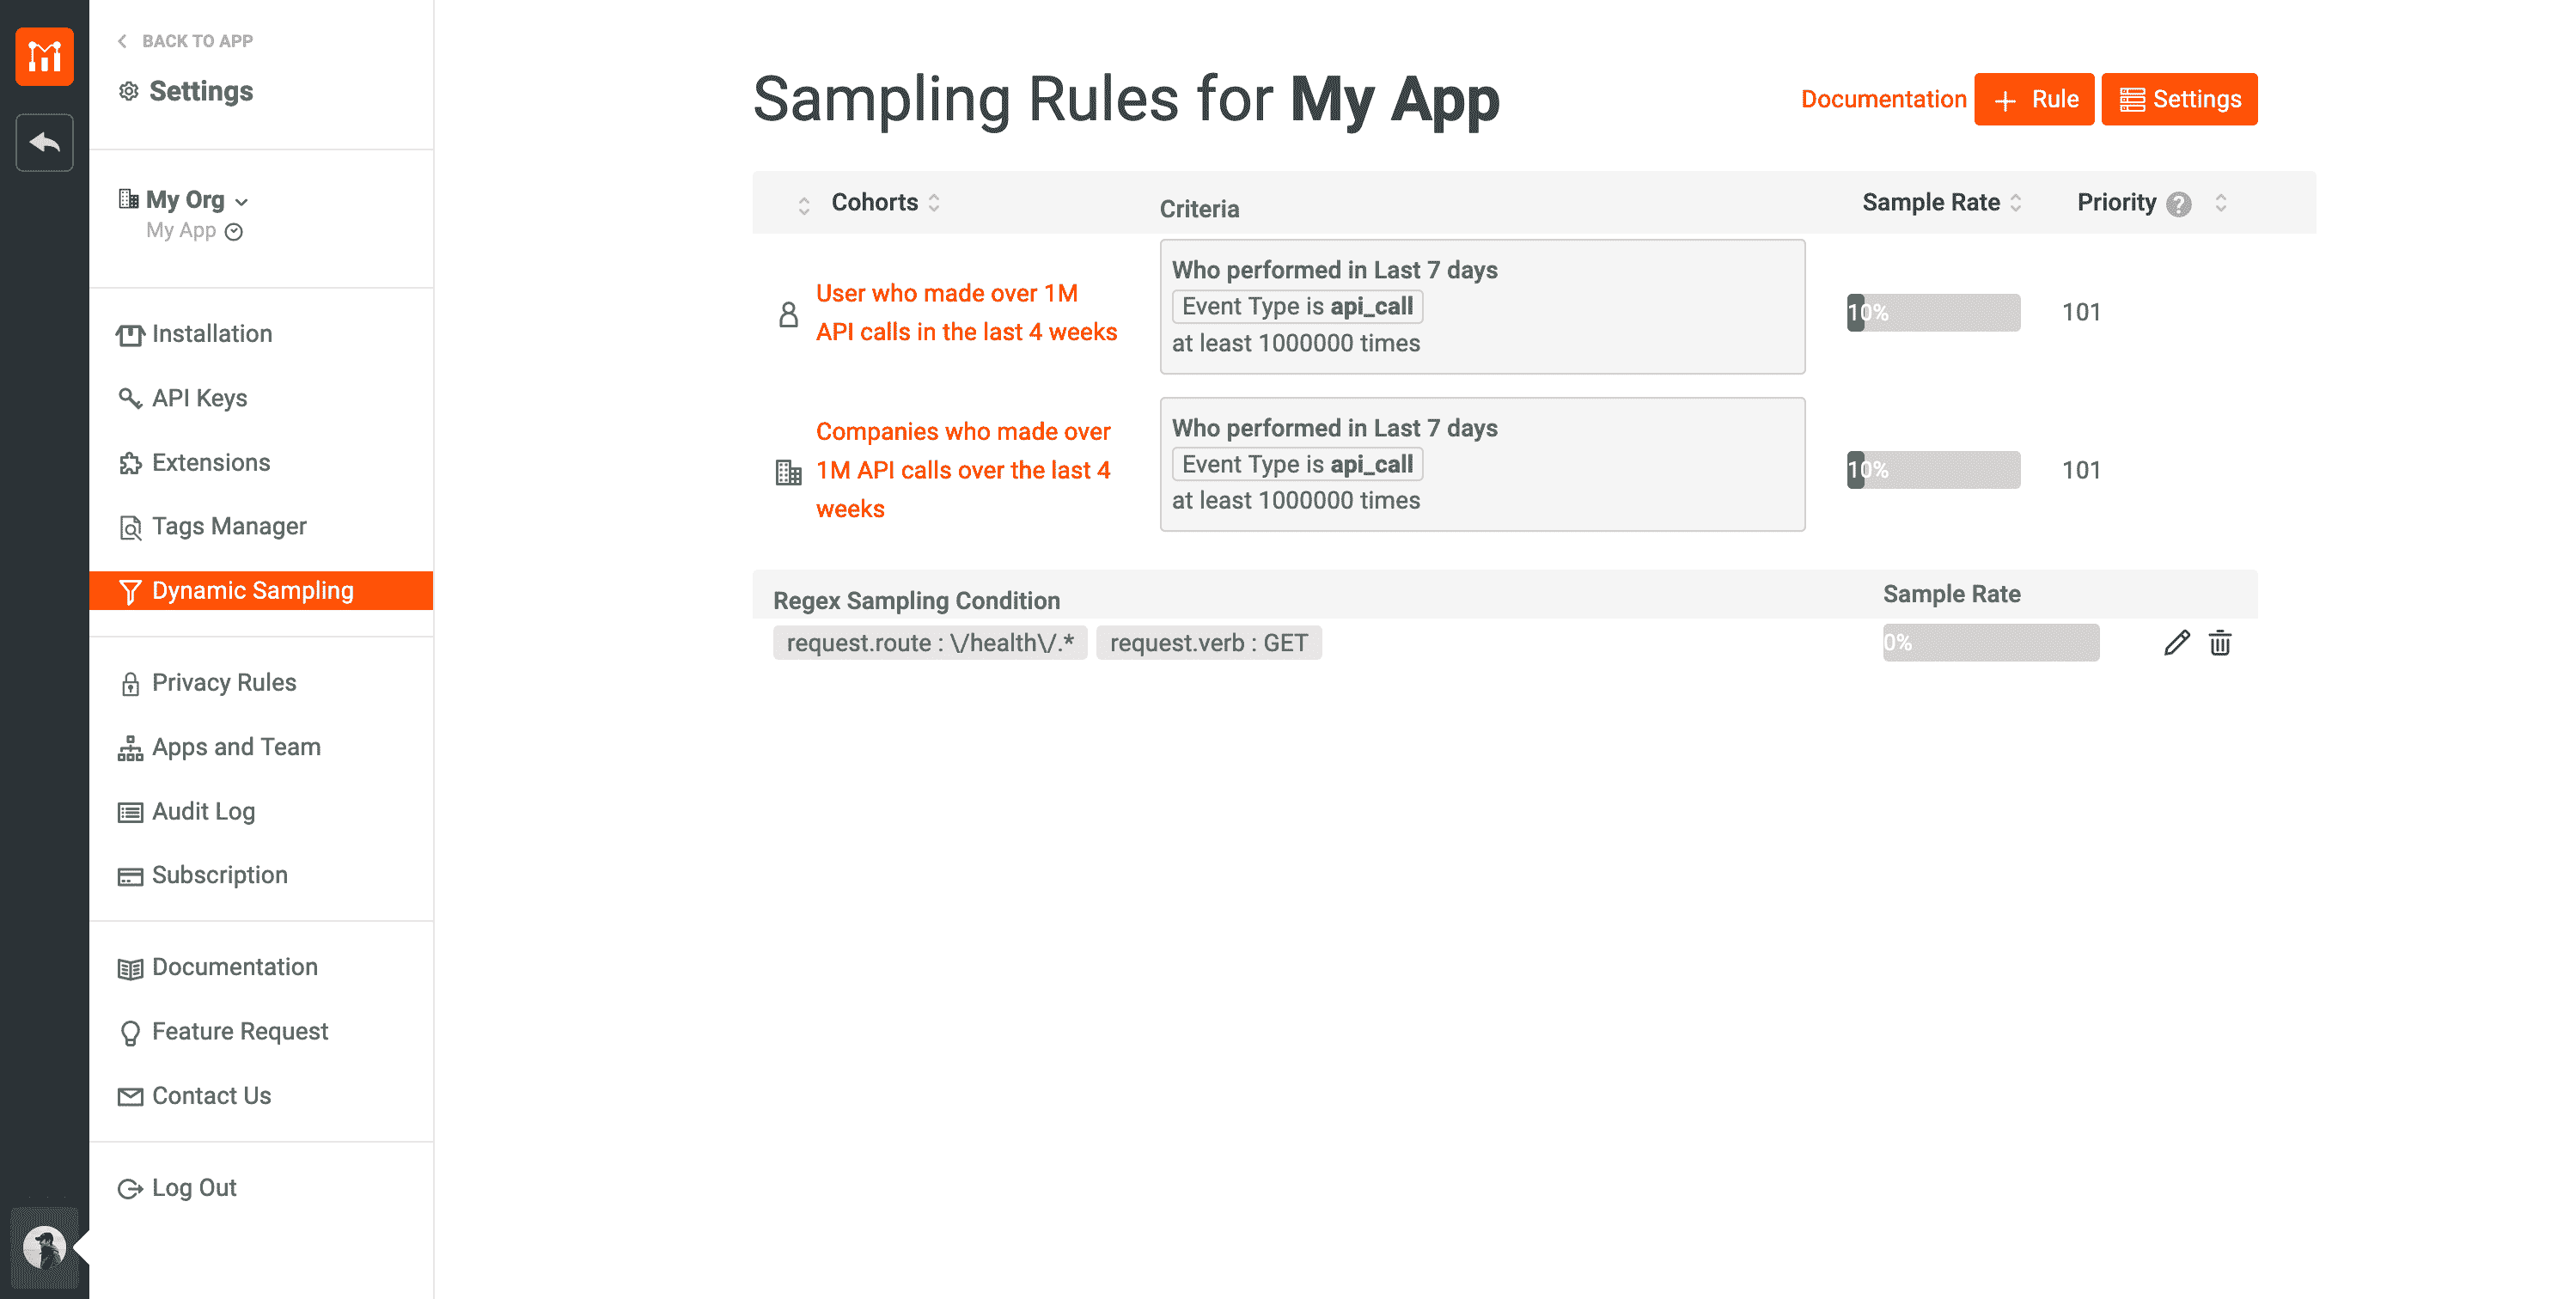 BACK TO APP
Settings
My Org
My App
Installation
API Keys
Extensions
Tags Manager
Dynamic Sampling
Privacy Rules
Apps and Team
Audit Log
Subscription
Documentation
Feature Request
Contact Us
Log Out
Sampling Rules for My App
Documentation
+ Rule
Settings
Cohorts Criteria Sample Rate Priority ?
User who made over 1M
API calls in the last 4 weeks
Who performed in Last 7 days
Event Type is api_call
at least 1000000 times
10%
101
Companies who made over
1M API calls over the last 4
weeks
Who performed in Last 7 days
Event Type is api_call
at least 1000000 times
10%
101
Regex Sampling Condition Sample Rate
request.route : \/health\/.* request.verb : GET 0%